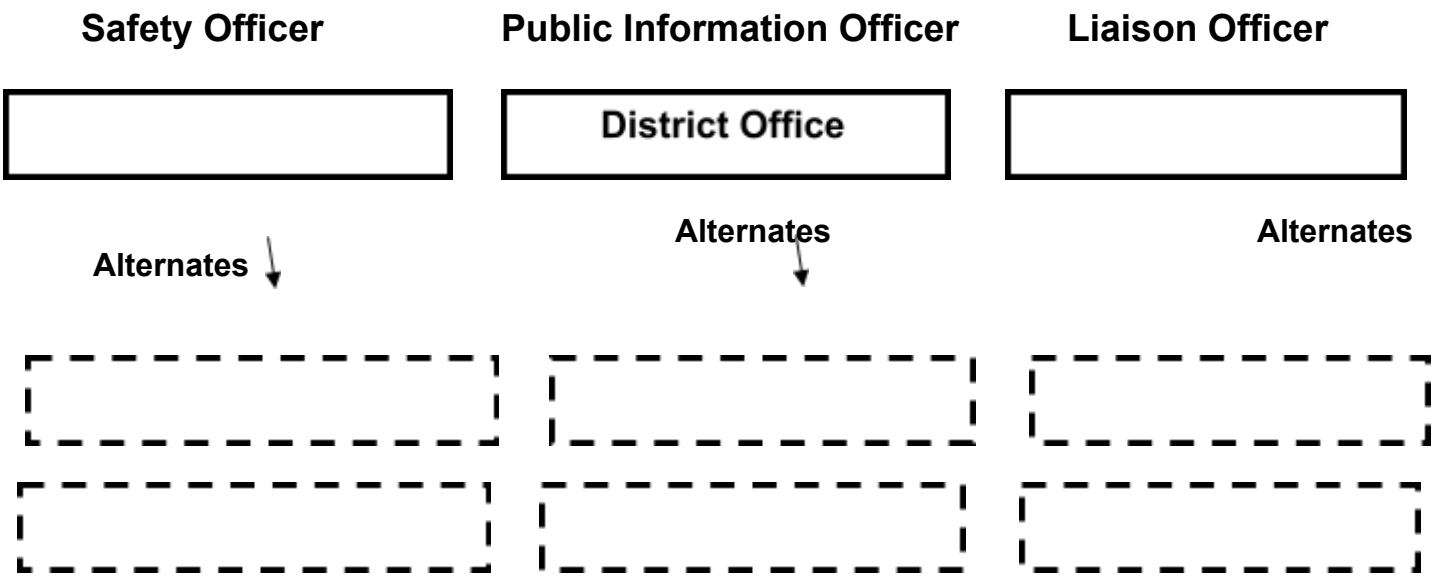 Safety Officer Public Information Officer Liaison Officer
District Office
Alternates Alternates
Alternates